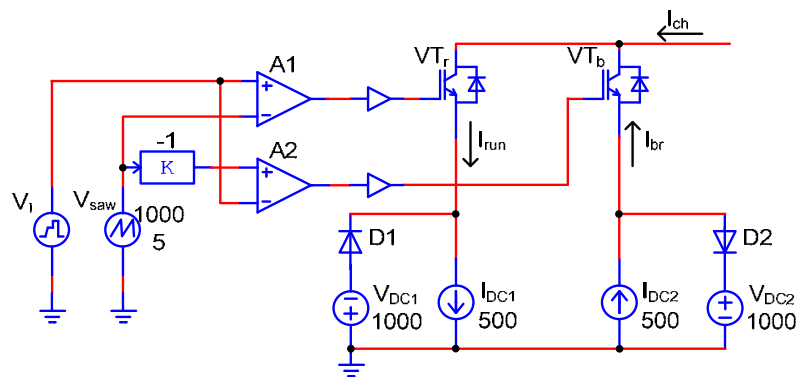 I_ch
A1
VT_r
VT_b
+
−
-1
A2
I_run
I_br
K
+
−
V_i
V_saw
1000
5
D1
D2
− +
V_DC1
1000
I_DC1
500
I_DC2
500
+ −
V_DC2
1000